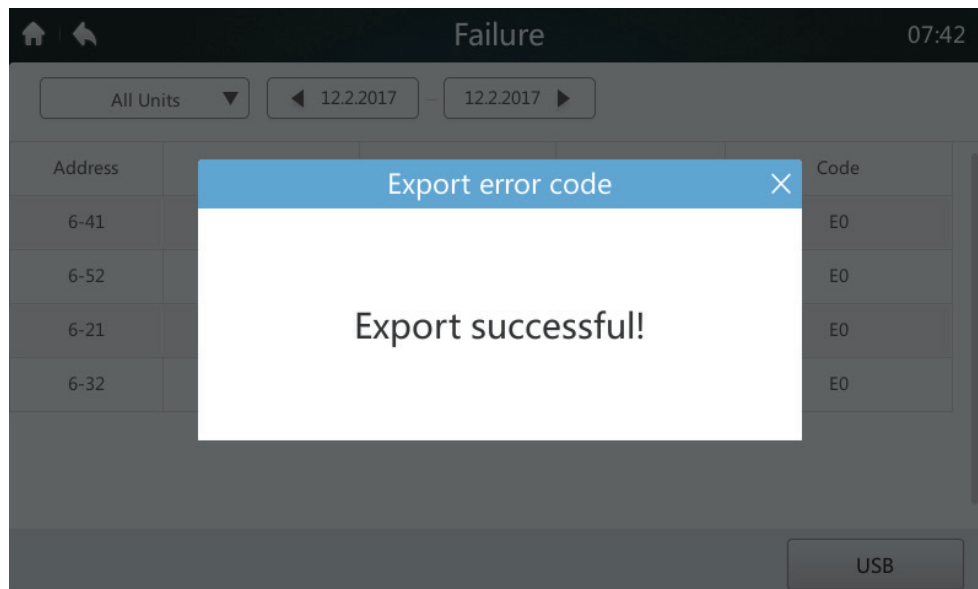 Failure 07:42
All Units 12.2.2017 – 12.2.2017
Address Code
Export error code
6-41 E0
6-52 E0
Export successful!
6-21 E0
6-32 E0
USB